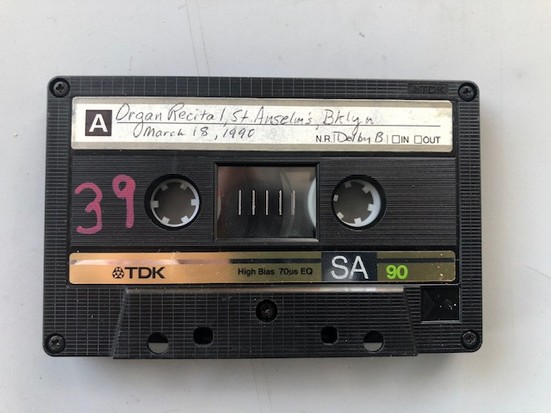 TDK
A Organ Recital, St. Anselm's, Bklyn
March 18, 1990
N.R. Dolby B IN OUT
39
TDK High Bias 70µs EQ SA 90